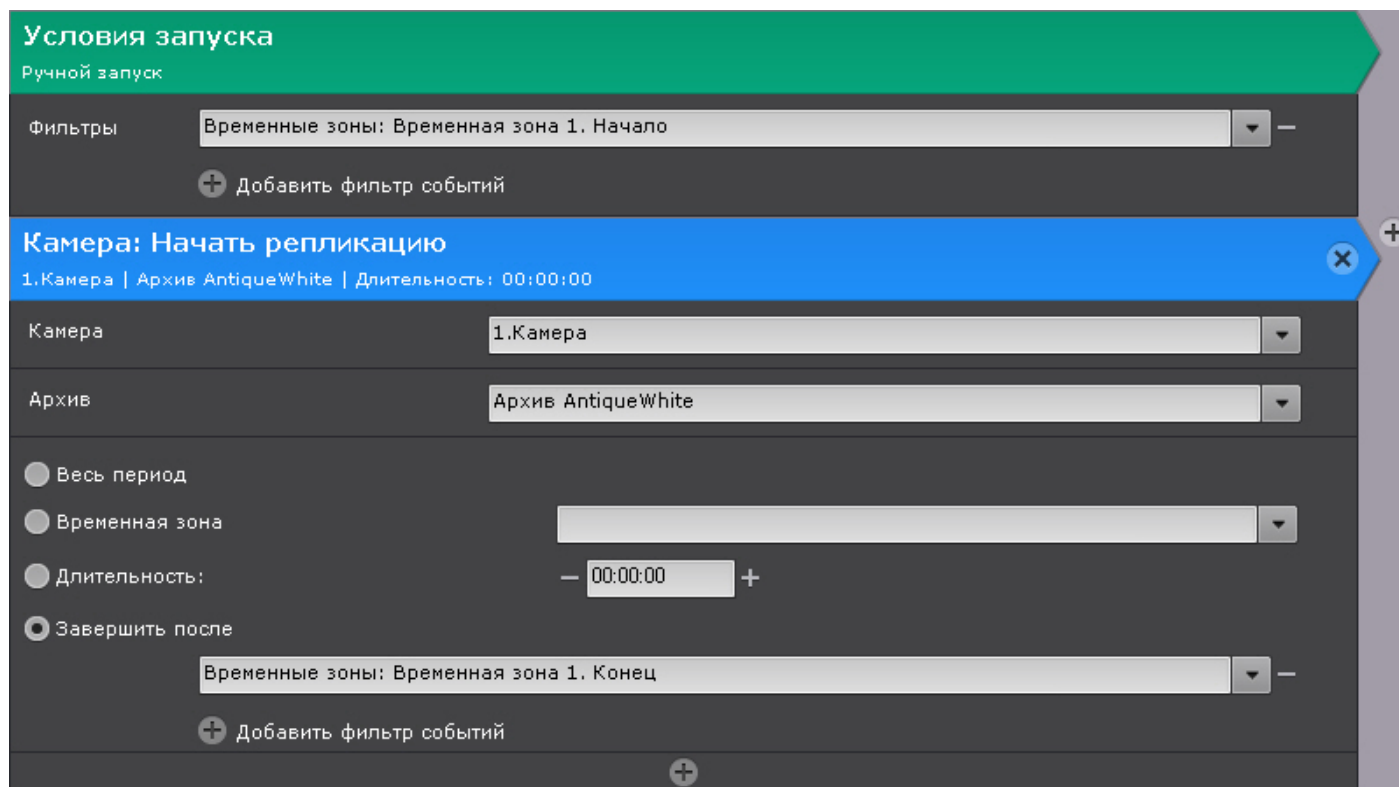 Условия запуска
Ручной запуск
Фильтры Временные зоны: Временная зона 1. Начало
Добавить фильтр событий
Камера: Начать репликацию
1.Камера | Архив AntiqueWhite | Длительность: 00:00:00
Камера 1.Камера
Архив Архив AntiqueWhite
Весь период
Временная зона
Длительность: 00:00:00
Завершить после
Временные зоны: Временная зона 1. Конец
Добавить фильтр событий